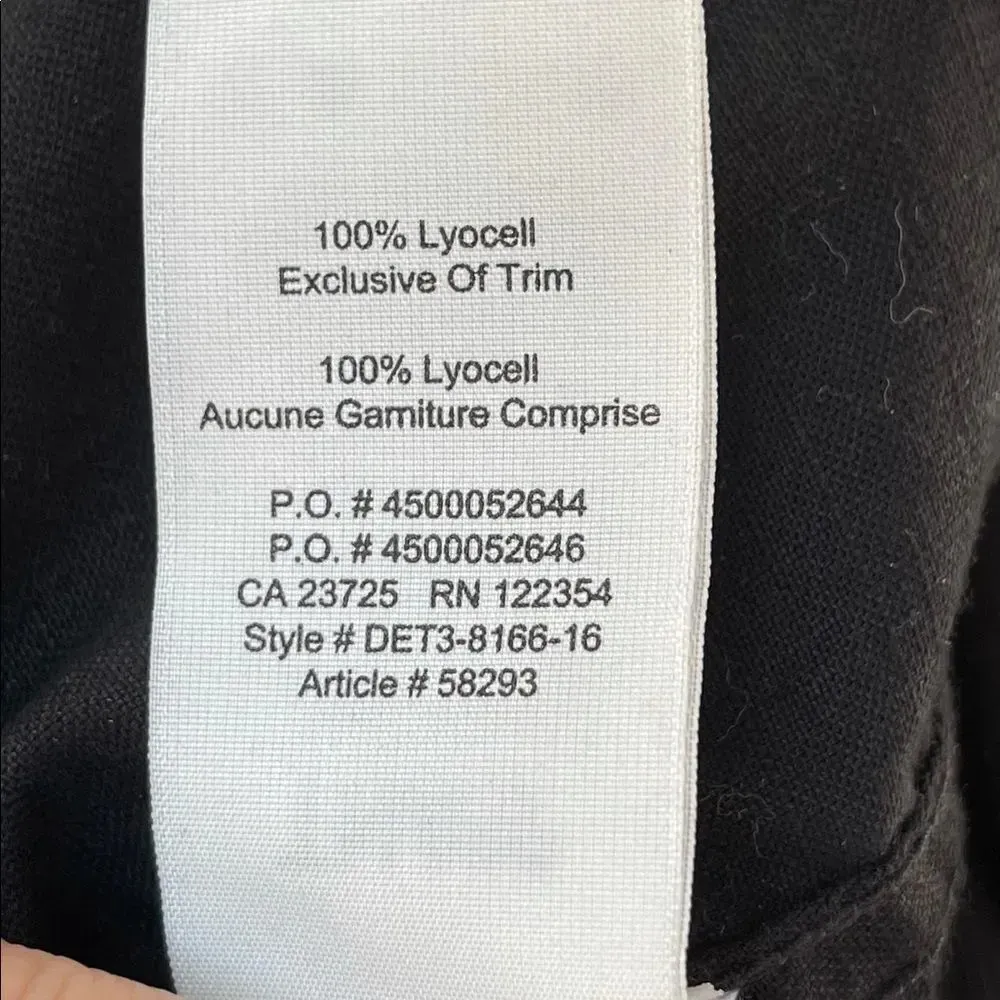 100% Lyocell
Exclusive Of Trim
100% Lyocell
Aucune Garniture Comprise
P.O. # 4500052644
P.O. # 4500052646
CA 23725 RN 122354
Style # DET3-8166-16
Article # 58293